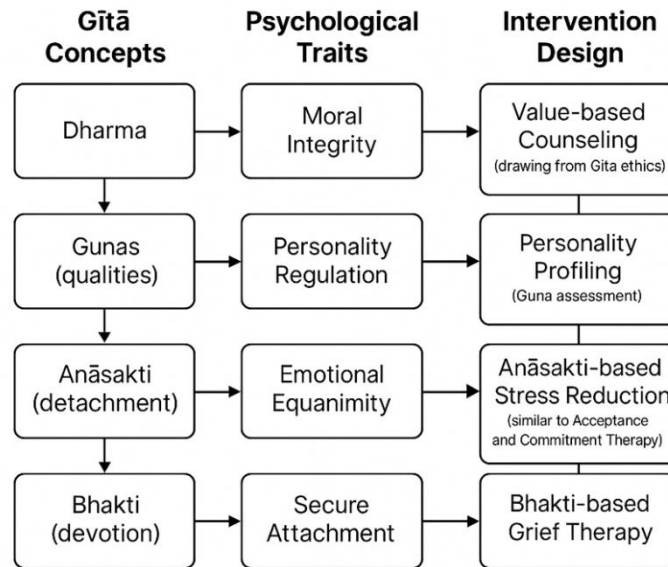 Gītā
Concepts
Psychological
Traits
Intervention
Design
Dharma
Moral
Integrity
Value-based
Counseling
(drawing from Gita ethics)
Gunas
(qualities)
Personality
Regulation
Personality
Profiling
(Guna assessment)
Anāsakti
(detachment)
Emotional
Equanimity
Anāsakti-based
Stress Reduction
(similar to Acceptance
and Commitment Therapy)
Bhakti
(devotion)
Secure
Attachment
Bhakti-based
Grief Therapy